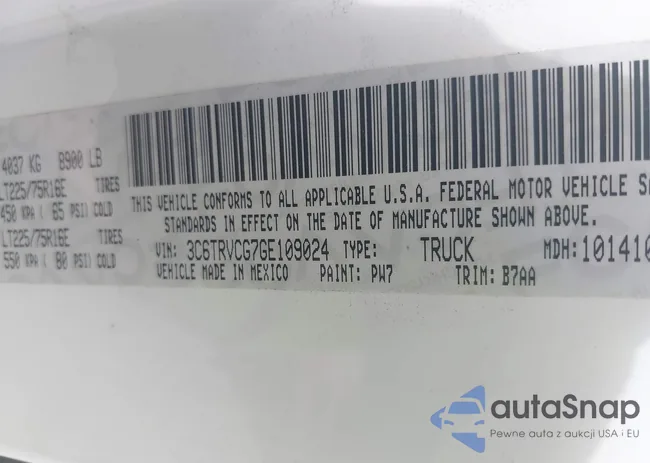 4037 KG 8900 LB
LT225/75R16E TIRES
450 KPA ( 65 PSI) COLD
LT225/75R16E TIRES
550 KPA ( 80 PSI) COLD
THIS VEHICLE CONFORMS TO ALL APPLICABLE U.S.A. FEDERAL MOTOR VEHICLE SA
STANDARDS IN EFFECT ON THE DATE OF MANUFACTURE SHOWN ABOVE.
VIN: 3C6TRVCG7GE109024 TYPE: TRUCK MDH: 101410
VEHICLE MADE IN MEXICO PAINT: PW7 TRIM: B7AA
autaSnap
Pewne auta z aukcji USA i EU